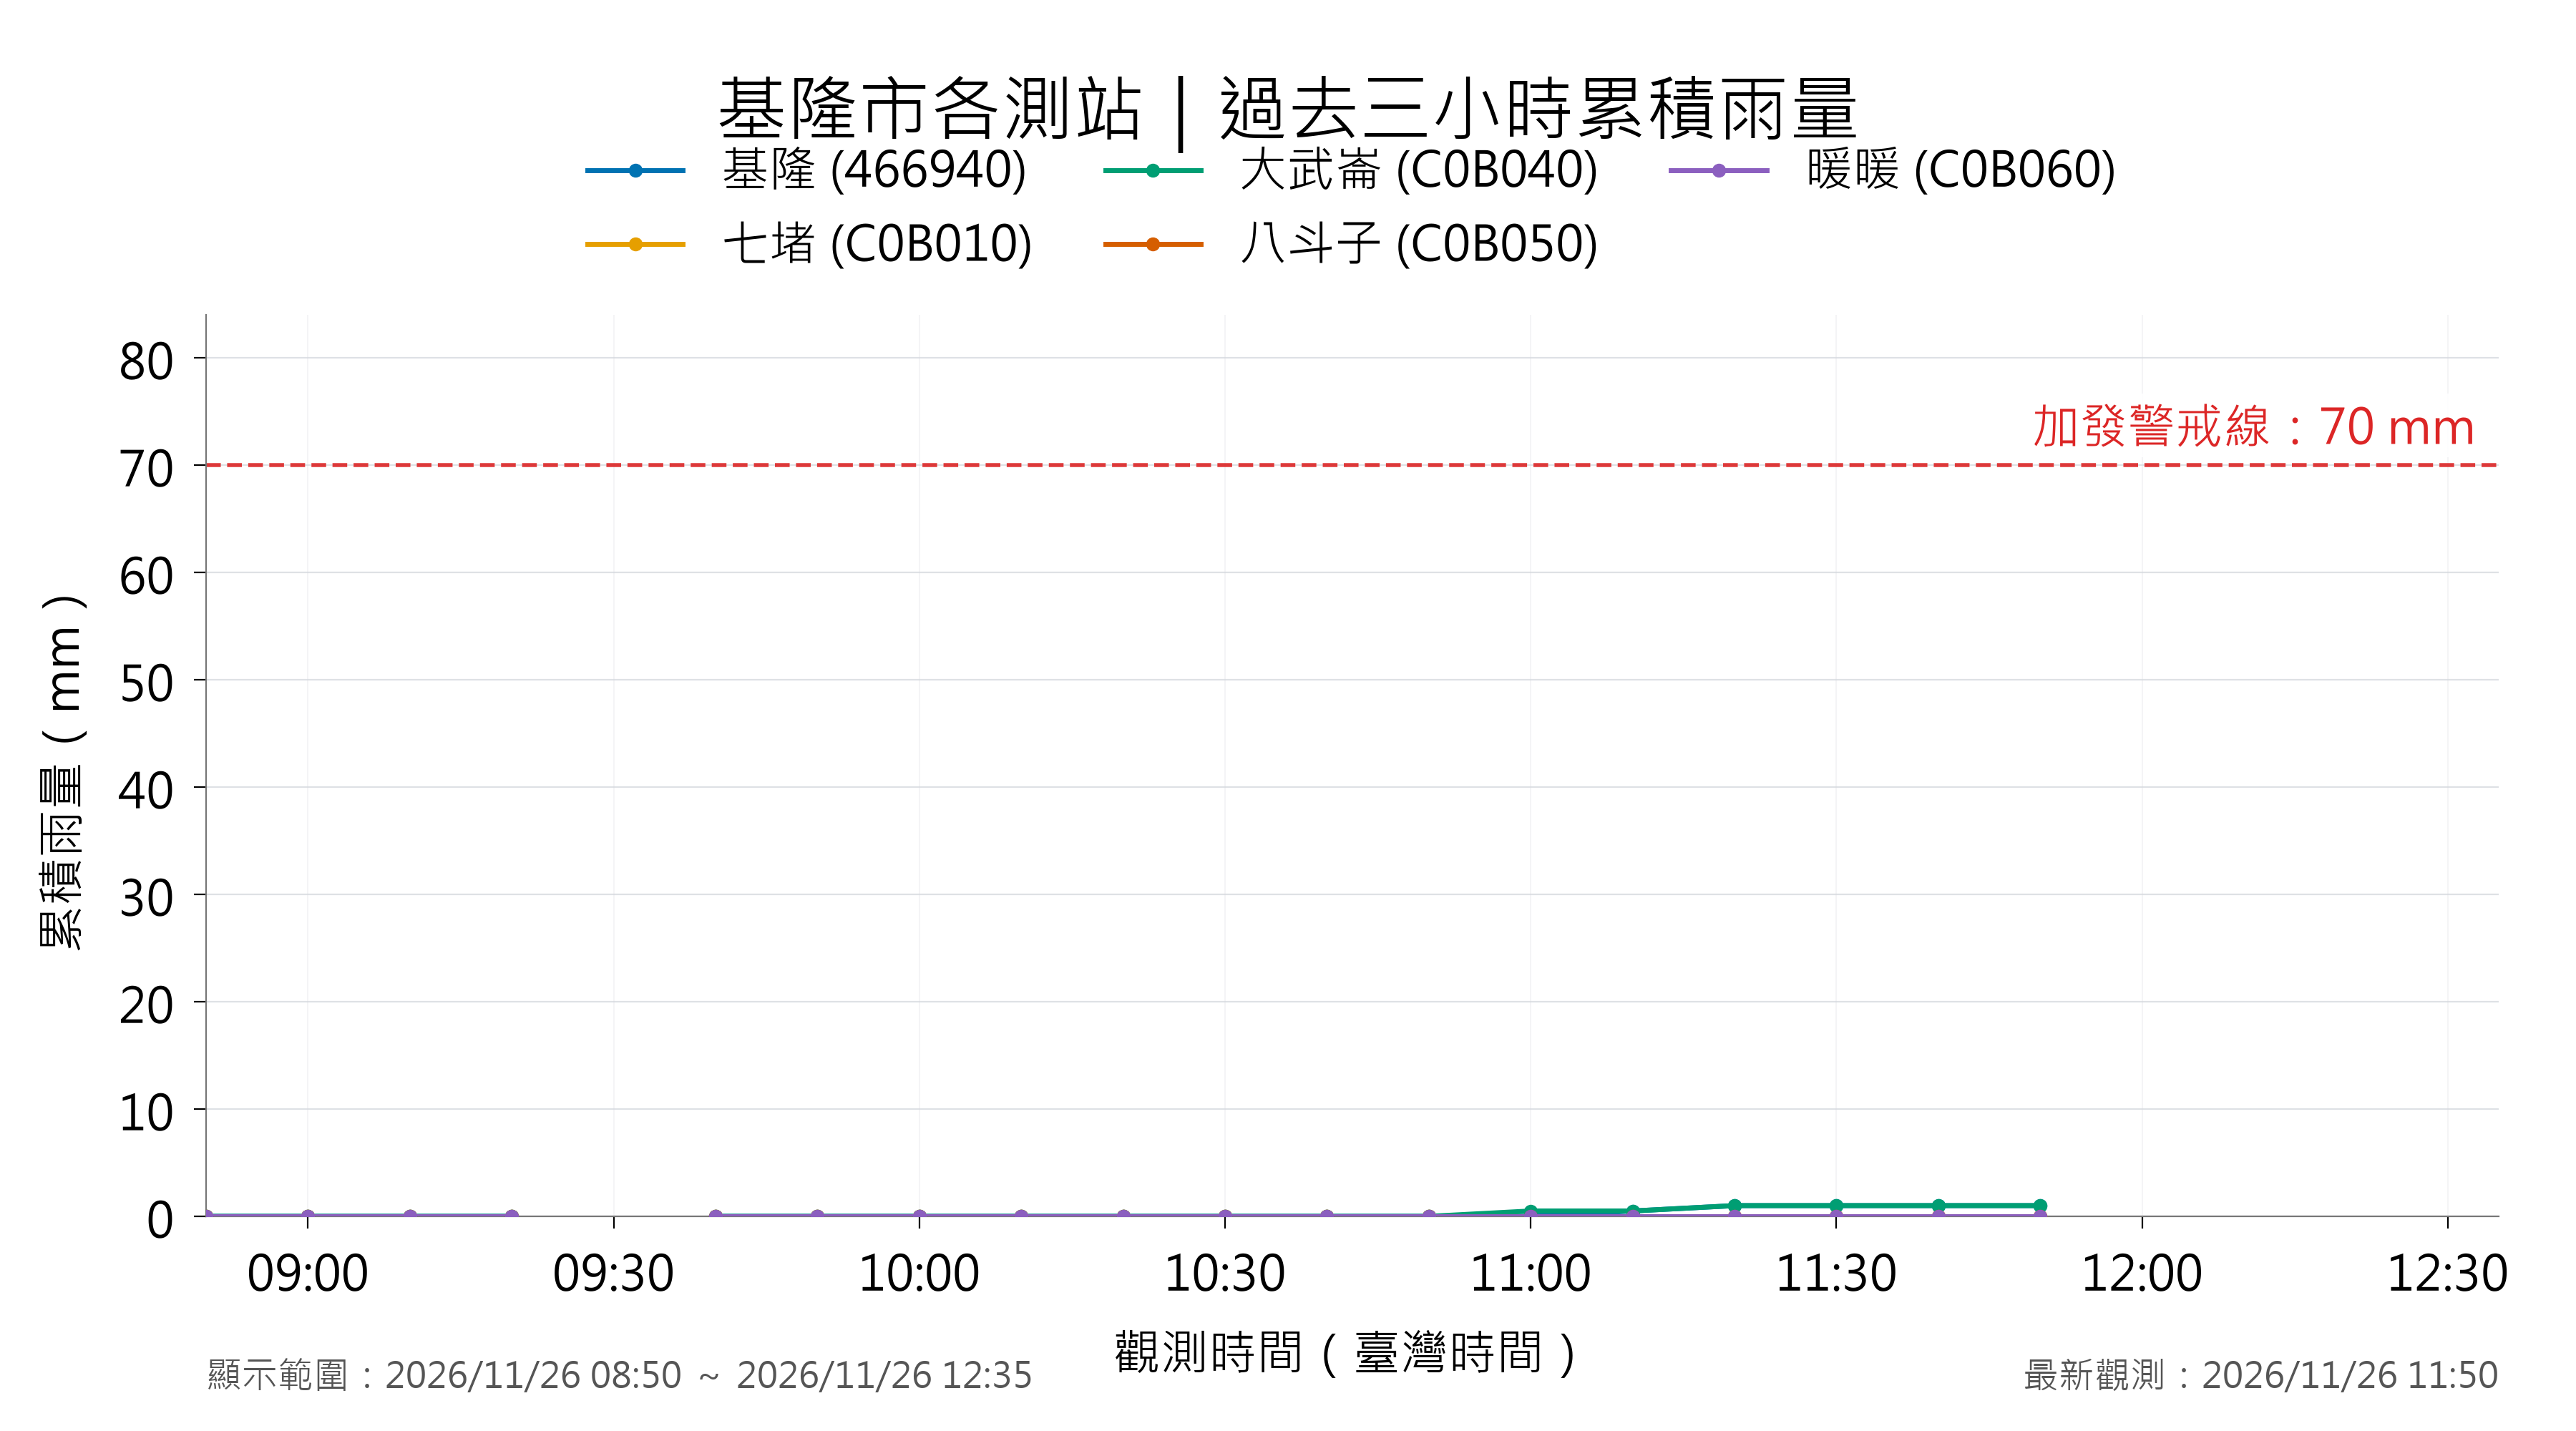 基隆市各測站｜過去三小時累積雨量
基隆 (466940)
大武崙 (C0B040)
暖暖 (C0B060)
七堵 (C0B010)
八斗子 (C0B050)
加發警戒線：70 mm
累積雨量（mm）
80
70
60
50
40
30
20
10
0
09:00
09:30
10:00
10:30
11:00
11:30
12:00
12:30
觀測時間（臺灣時間）
顯示範圍：2026/11/26 08:50 ~ 2026/11/26 12:35
最新觀測：2026/11/26 11:50